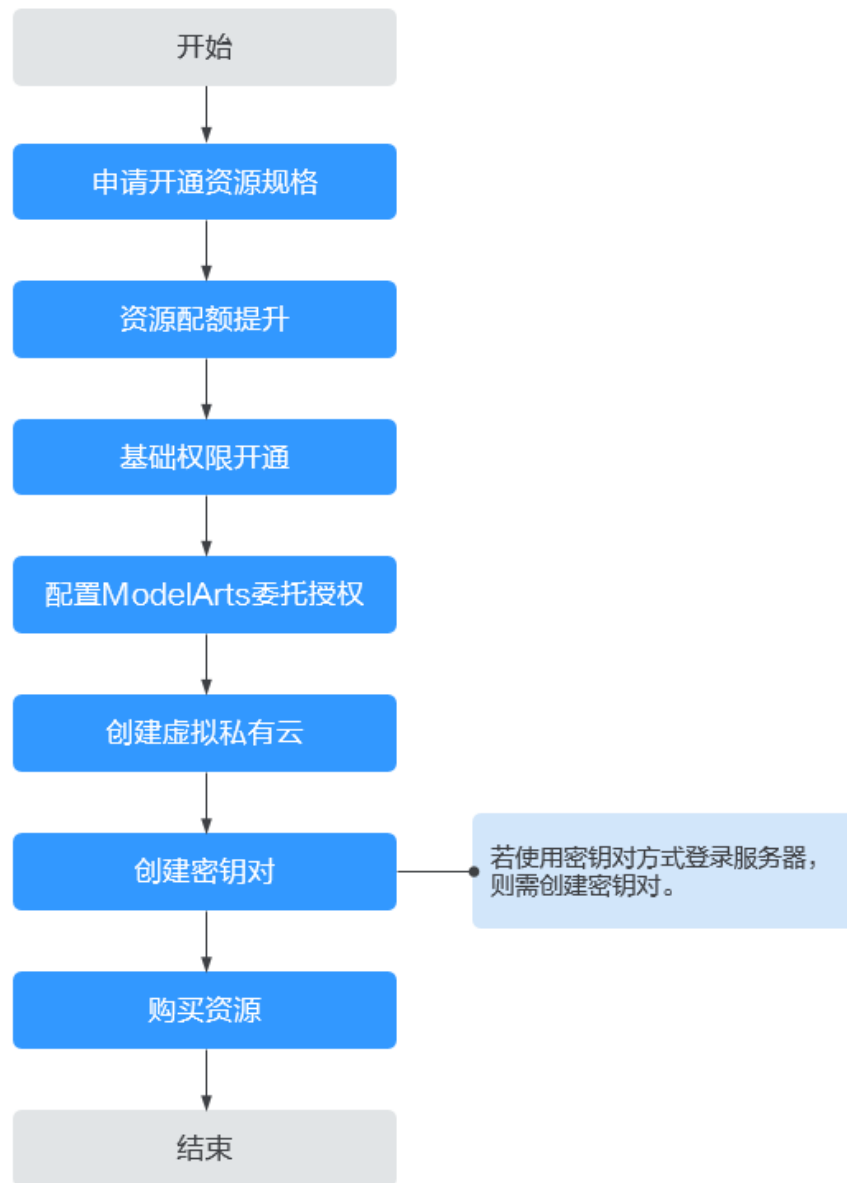 开始
申请开通资源规格
资源配额提升
基础权限开通
配置ModelArts委托授权
创建虚拟私有云
创建密钥对
若使用密钥对方式登录服务器，
则需创建密钥对。
购买资源
结束